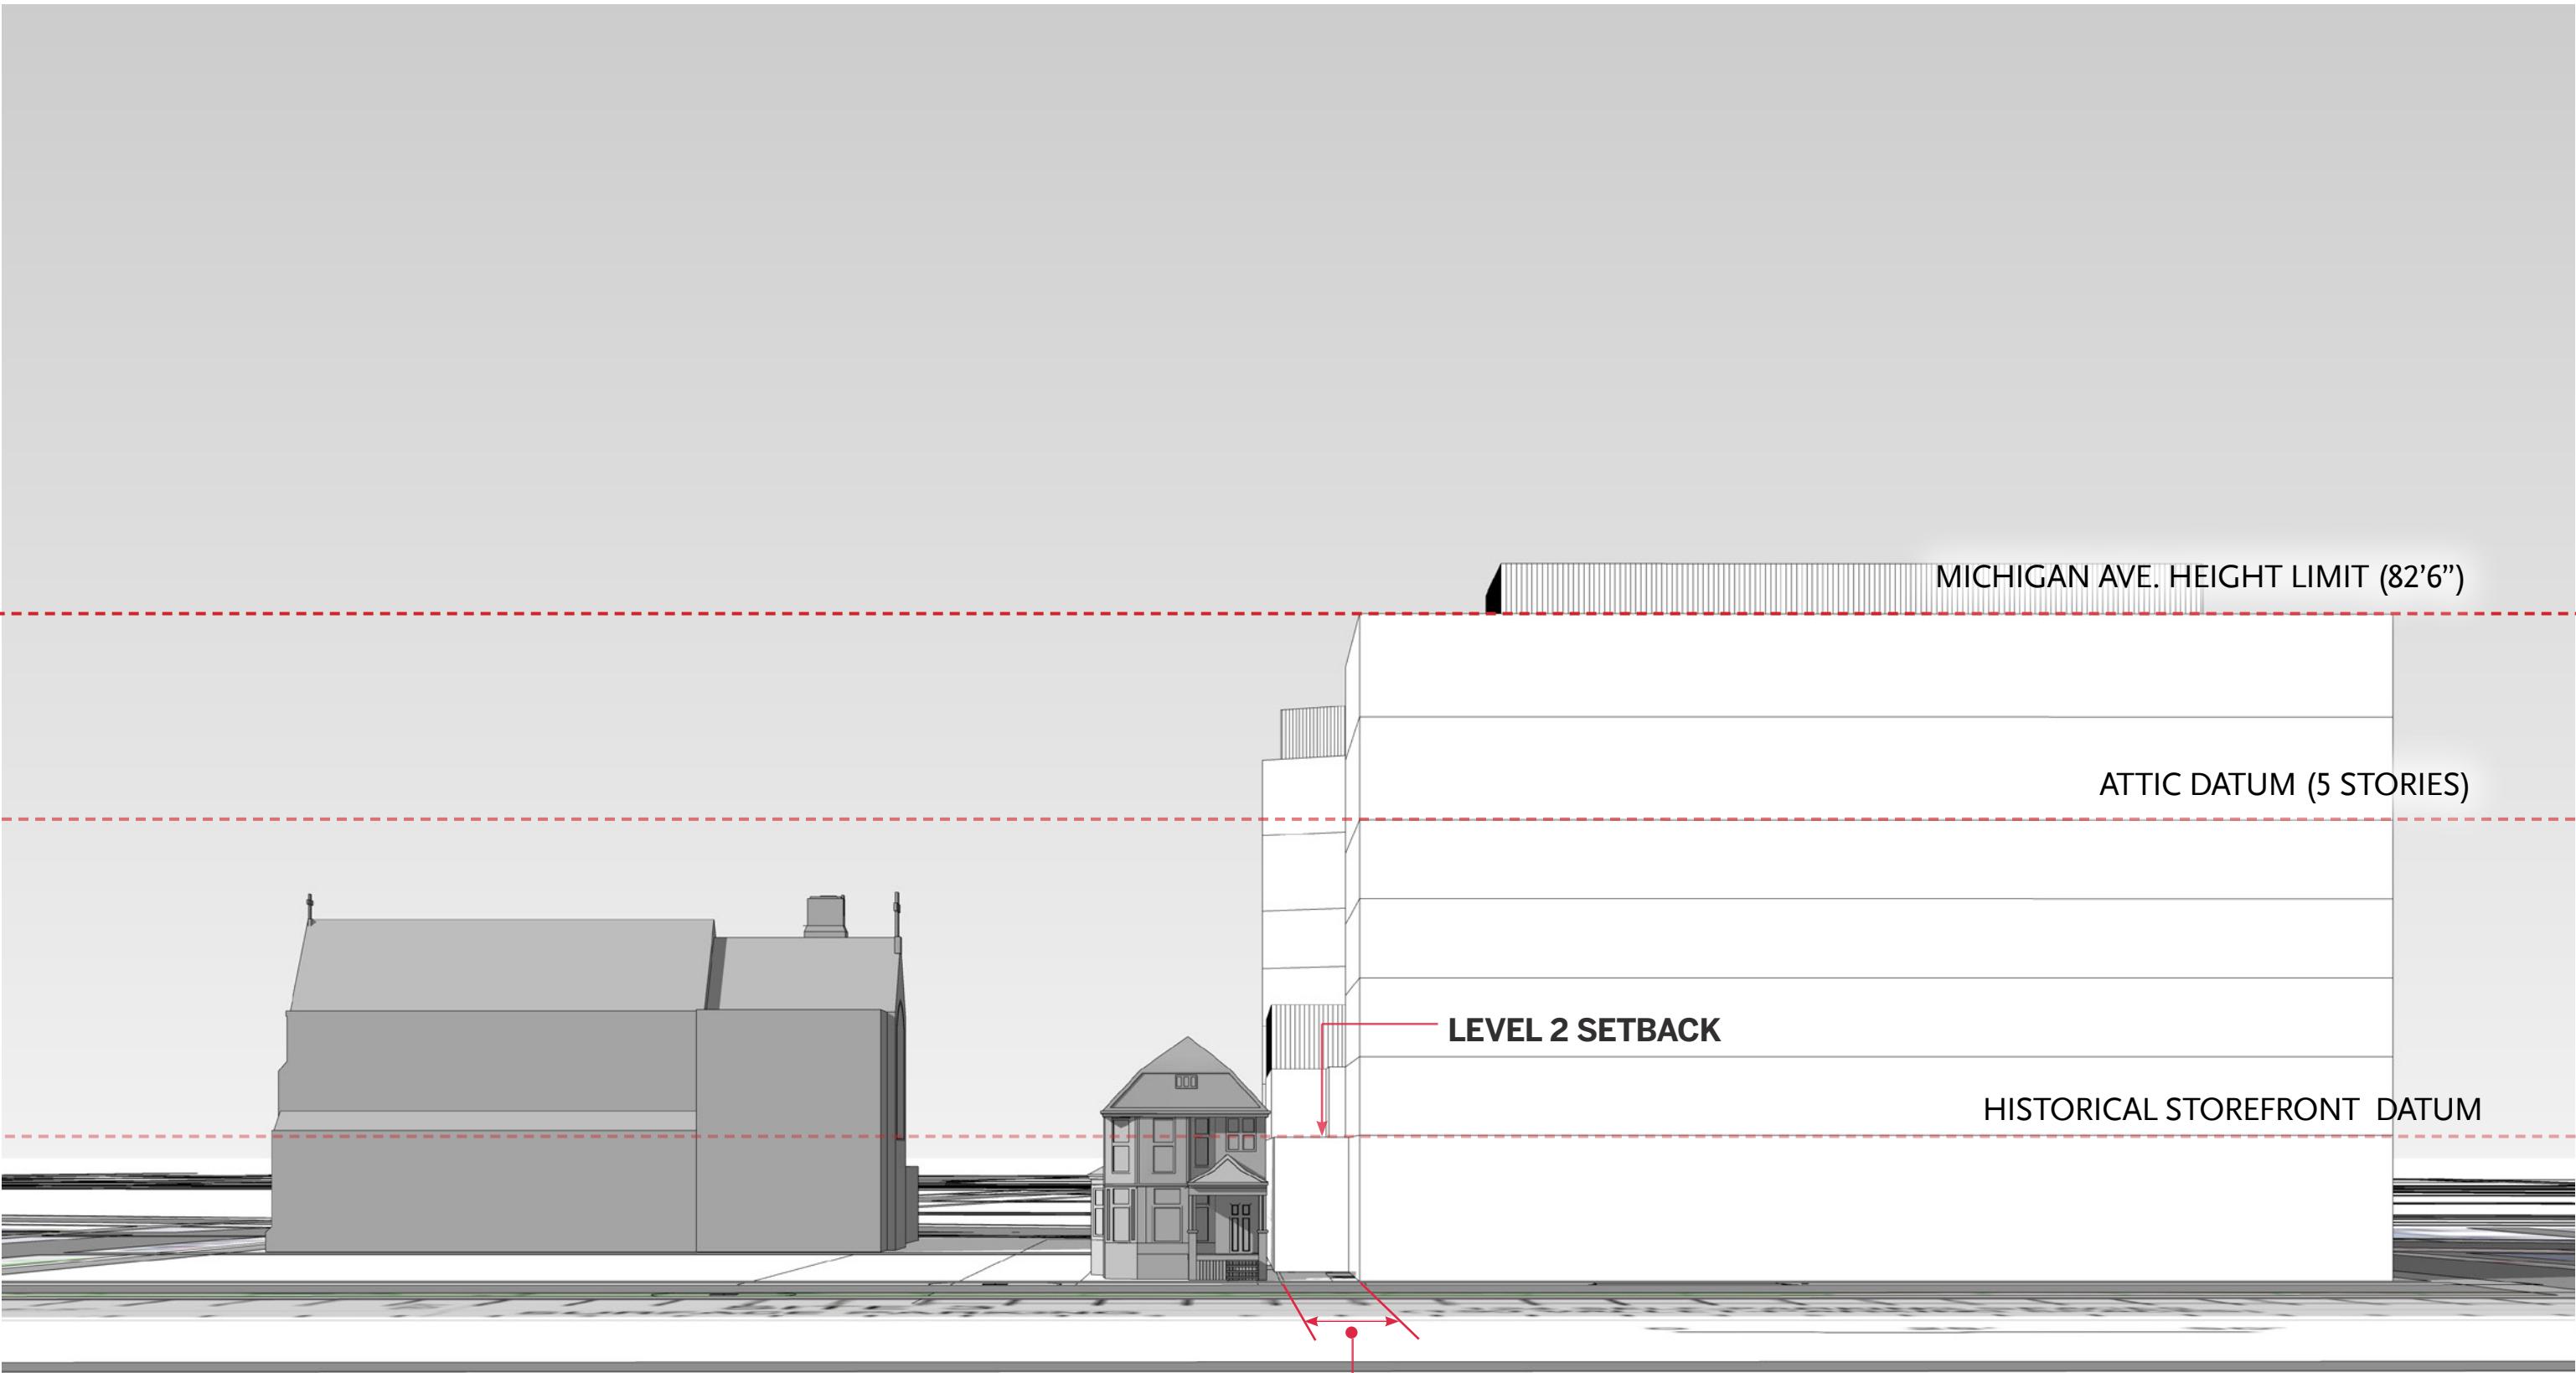 MICHIGAN AVE. HEIGHT LIMIT (82’6”)
ATTIC DATUM (5 STORIES)
LEVEL 2 SETBACK
HISTORICAL STOREFRONT DATUM